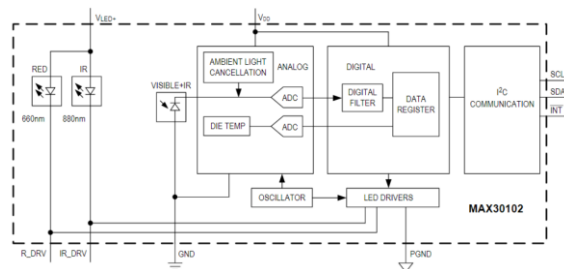 VLED+
VDD
RED
IR
660nm
880nm
VISIBLE+IR
AMBIENT LIGHT
CANCELLATION
ANALOG
ADC
DIE TEMP
ADC
DIGITAL
DIGITAL
FILTER
DATA
REGISTER
I²C
COMMUNICATION
SCL
SDA
INT
OSCILLATOR
LED DRIVERS
MAX30102
R_DRV
IR_DRV
GND
PGND